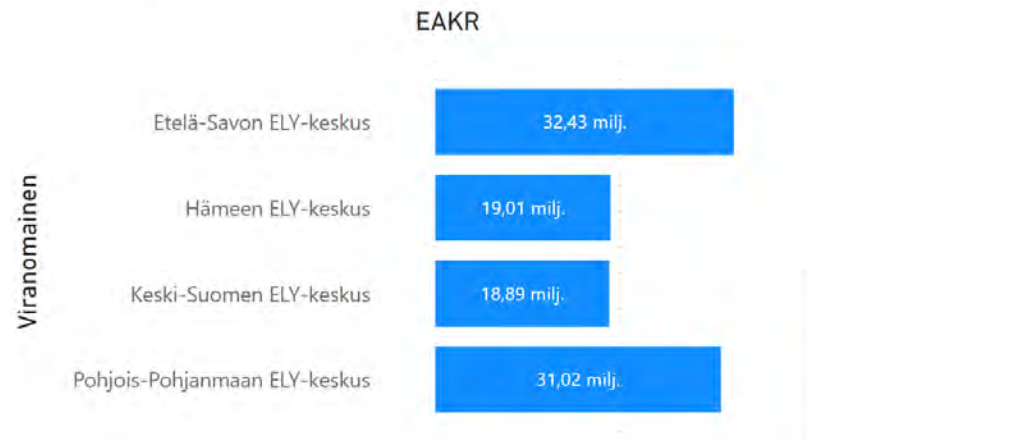 EAKR
Viranomainen
Etelä-Savon ELY-keskus
32,43 milj.
Hämeen ELY-keskus
19,01 milj.
Keski-Suomen ELY-keskus
18,89 milj.
Pohjois-Pohjanmaan ELY-keskus
31,02 milj.